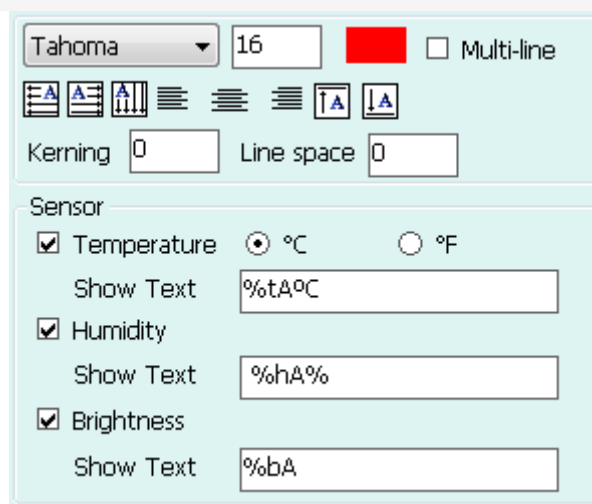 Tahoma 16 Multi-line
Kerning 0 Line space 0
Sensor
Temperature °C °F
Show Text %tAºC
Humidity
Show Text %hA%
Brightness
Show Text %bA